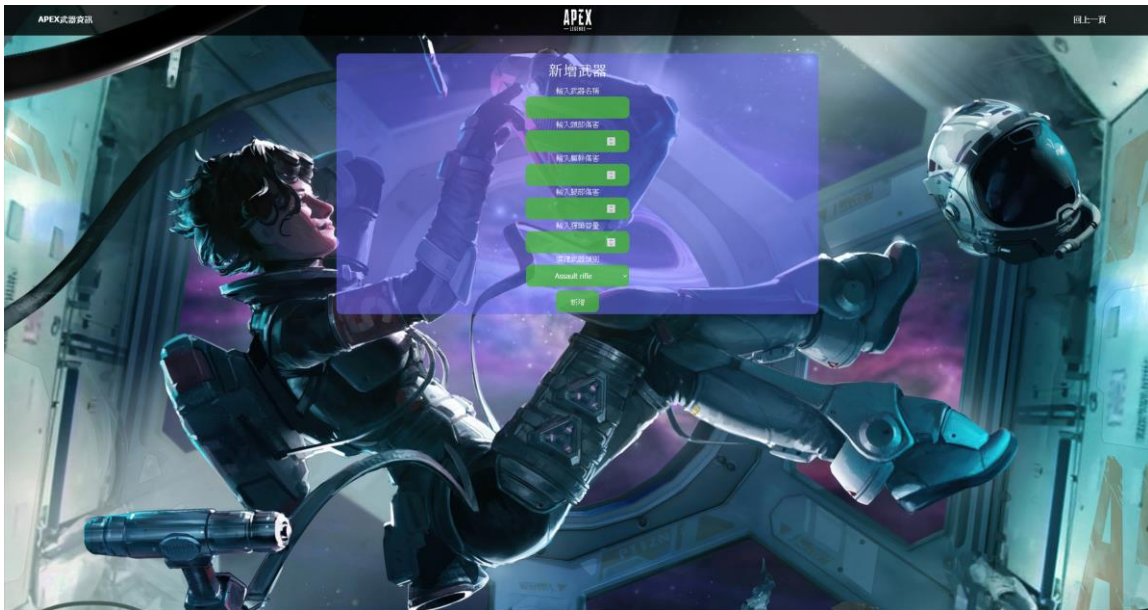 APEX武器資訊
APEX
LEGENDS
回上一頁
新增武器
輸入武器名稱
輸入頭部傷害
輸入軀幹傷害
輸入腿部傷害
輸入彈匣容量
選擇武器類別
Assault rifle
新增